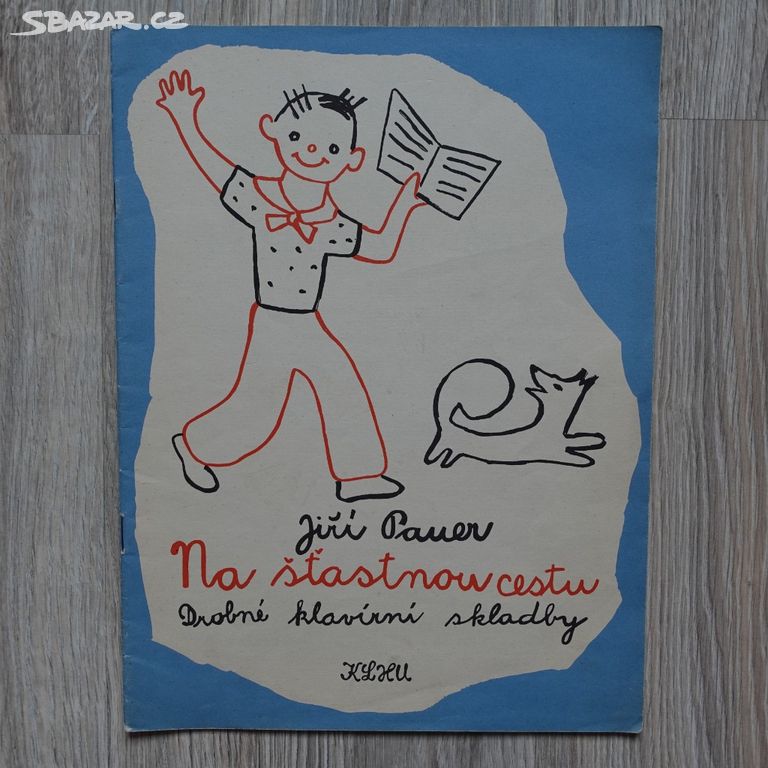 SBAZAR.CZ
Jiří Pauer
Na šťastnou cestu
Drobné klavírní skladby
KLHU